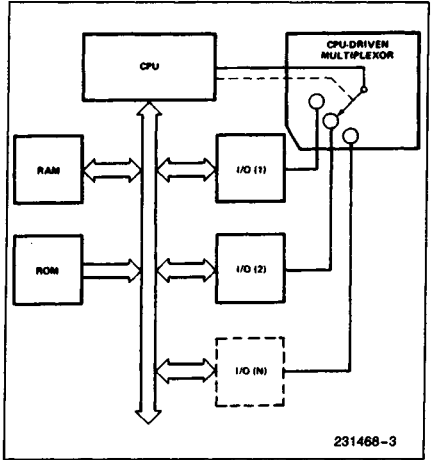 CPU
CPU-DRIVEN
MULTIPLEXOR
RAM
I/O (1)
ROM
I/O (2)
I/O (N)
231468-3